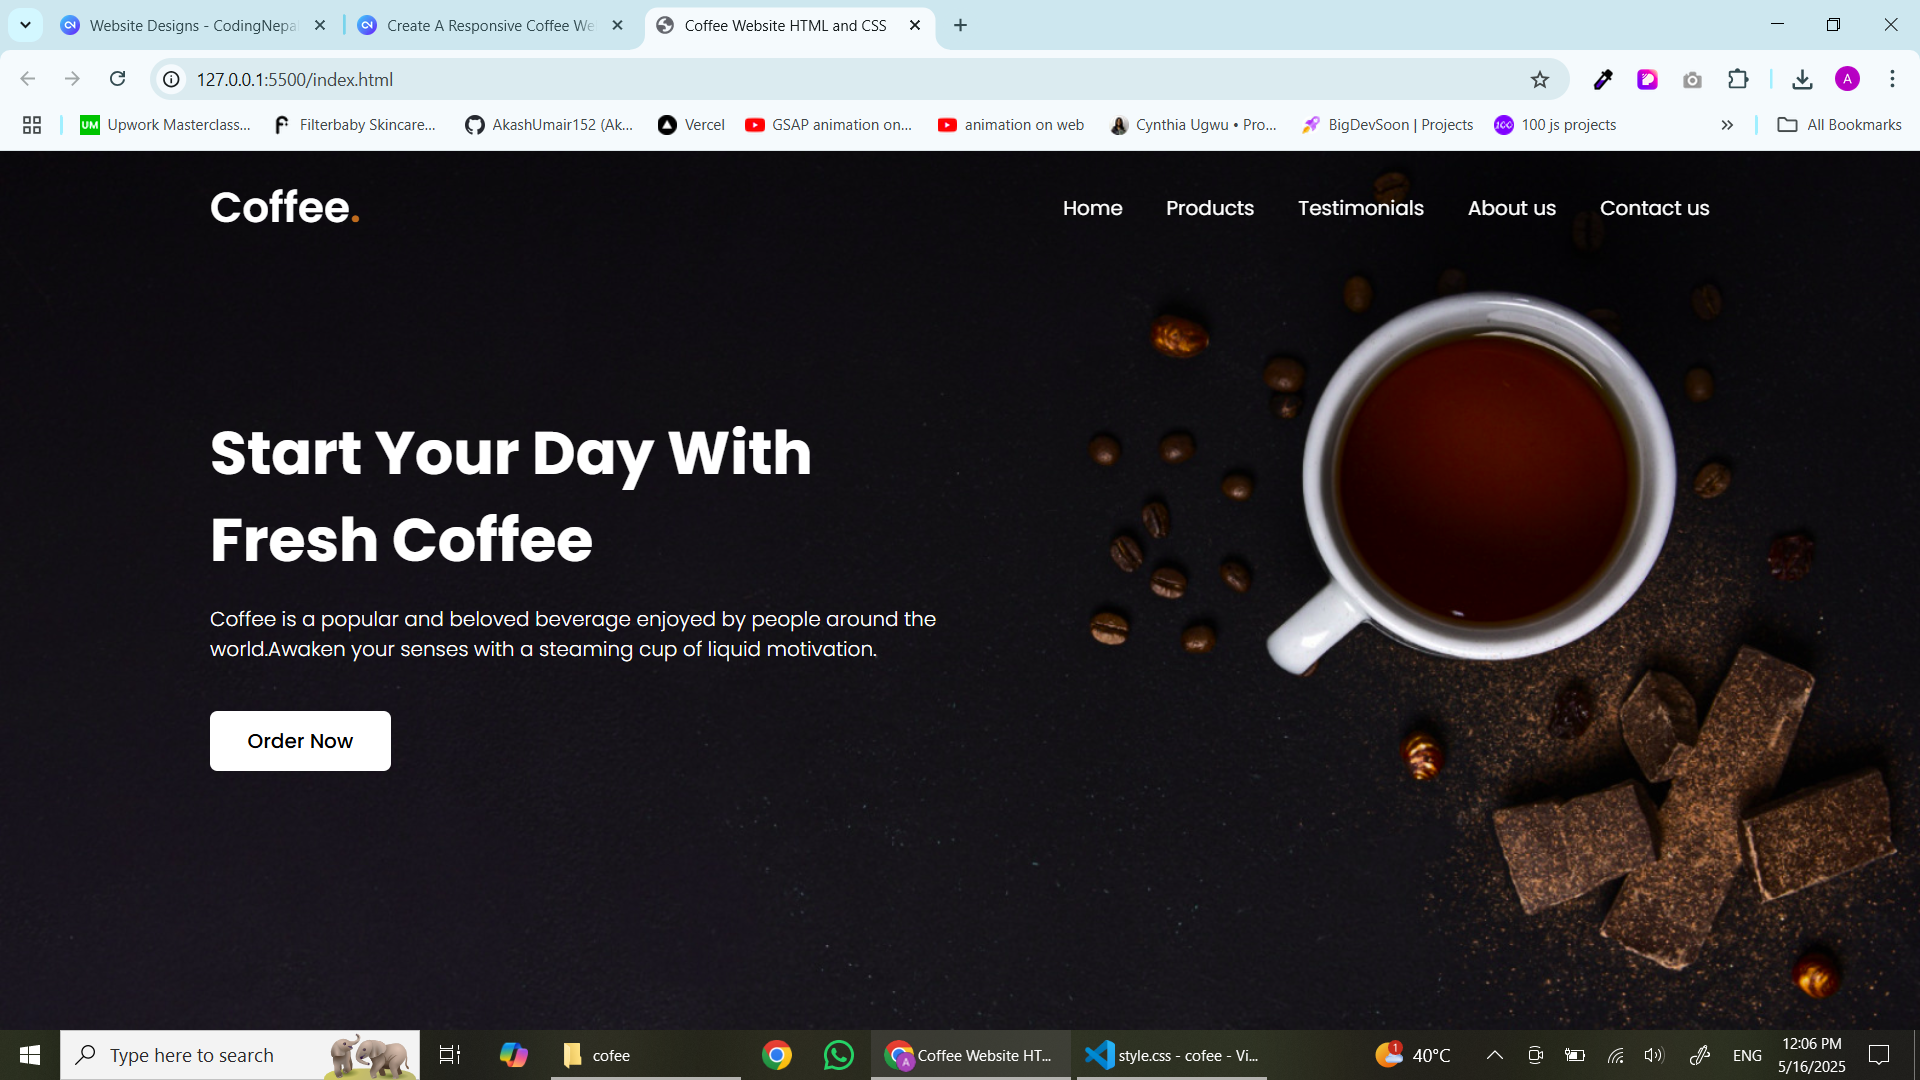 Website Designs - CodingNepal
Create A Responsive Coffee We
Coffee Website HTML and CSS
127.0.0.1:5500/index.html
A
UM Upwork Masterclass...
Filterbaby Skincare...
AkashUmair152 (Ak...
Vercel
GSAP animation on...
animation on web
Cynthia Ugwu • Pro...
BigDevSoon | Projects
100 100 js projects
All Bookmarks
Coffee.
Home
Products
Testimonials
About us
Contact us
Start Your Day With
Fresh Coffee
Coffee is a popular and beloved beverage enjoyed by people around the
world.Awaken your senses with a steaming cup of liquid motivation.
Order Now
Type here to search
cofee
A
Coffee Website HT...
style.css - cofee - Vi...
1
40°C
ENG
12:06 PM
5/16/2025